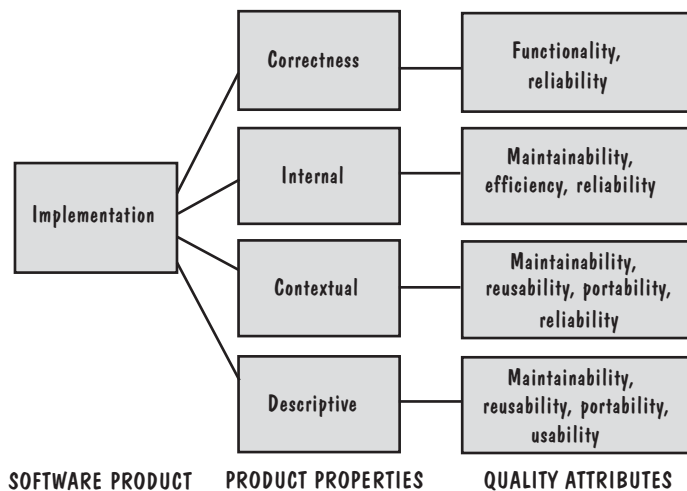 Correctness
Functionality,
reliability
Internal
Maintainability,
efficiency, reliability
Implementation
Contextual
Maintainability,
reusability, portability,
reliability
Descriptive
Maintainability,
reusability, portability,
usability
SOFTWARE PRODUCT
PRODUCT PROPERTIES
QUALITY ATTRIBUTES